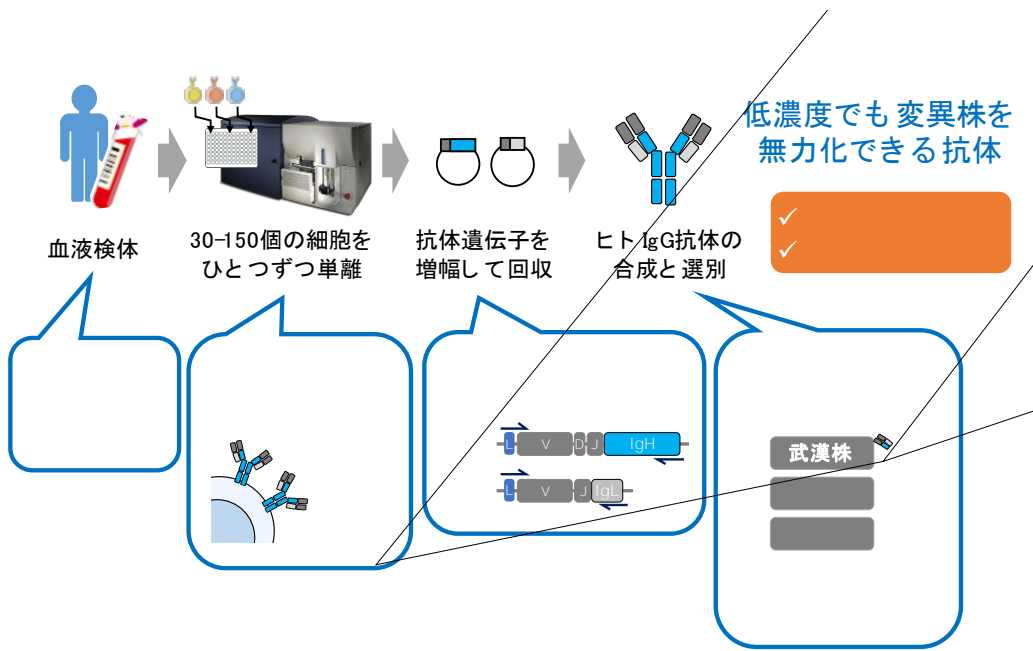 低濃度でも変異株を
無力化できる抗体
血液検体
30-150個の細胞を
ひとつずつ単離
抗体遺伝子を
増幅して回収
ヒトIgG抗体の
合成と選別
✓
✓
L V D J IgH
L V J IgL
武漢株